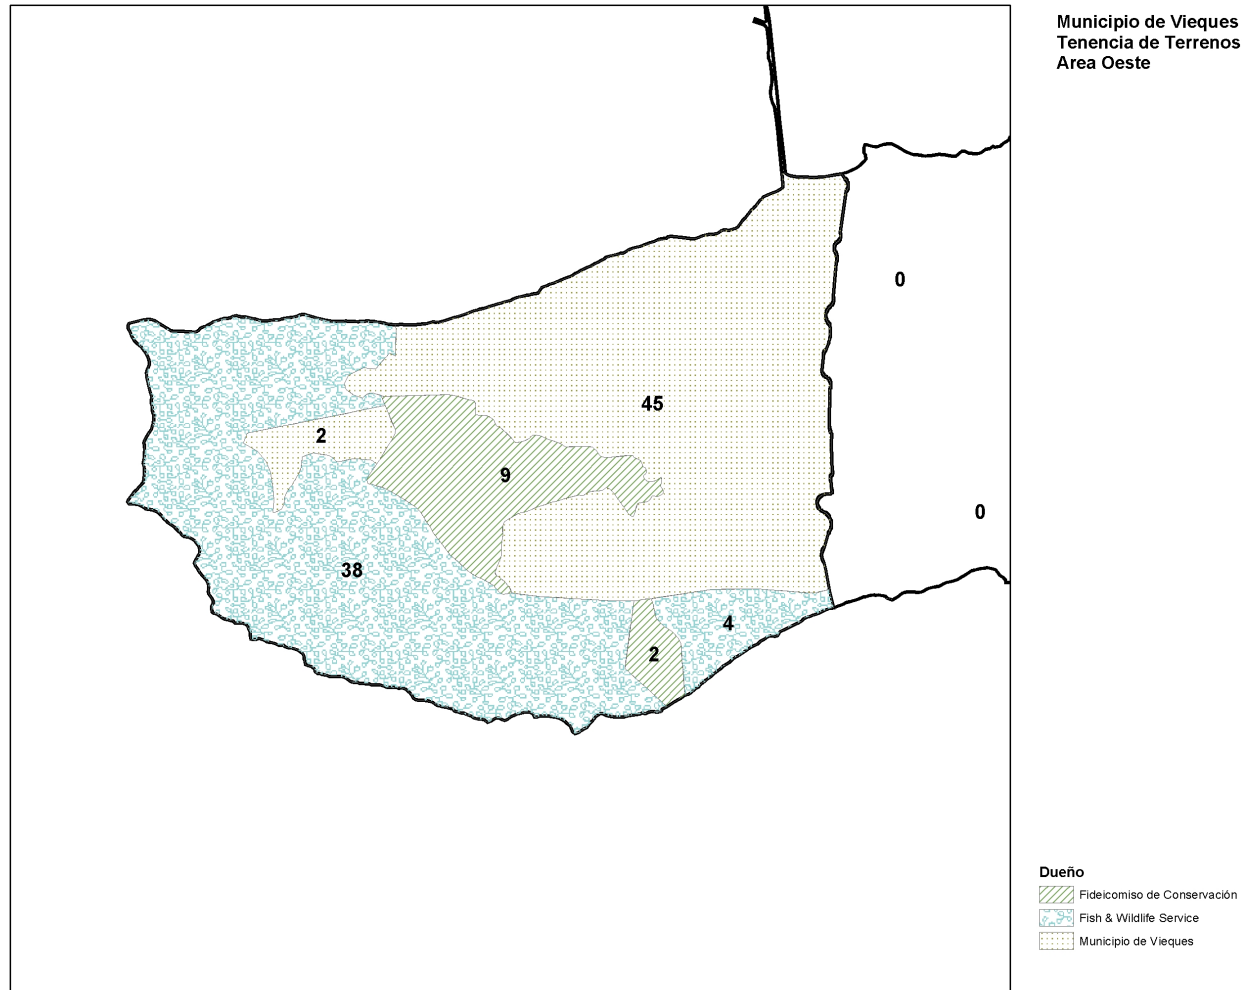 Municipio de Vieques
Tenencia de Terrenos
Area Oeste
0
45
2
9
0
38
4
2
Dueño
Fideicomiso de Conservación
Fish & Wildlife Service
Municipio de Vieques